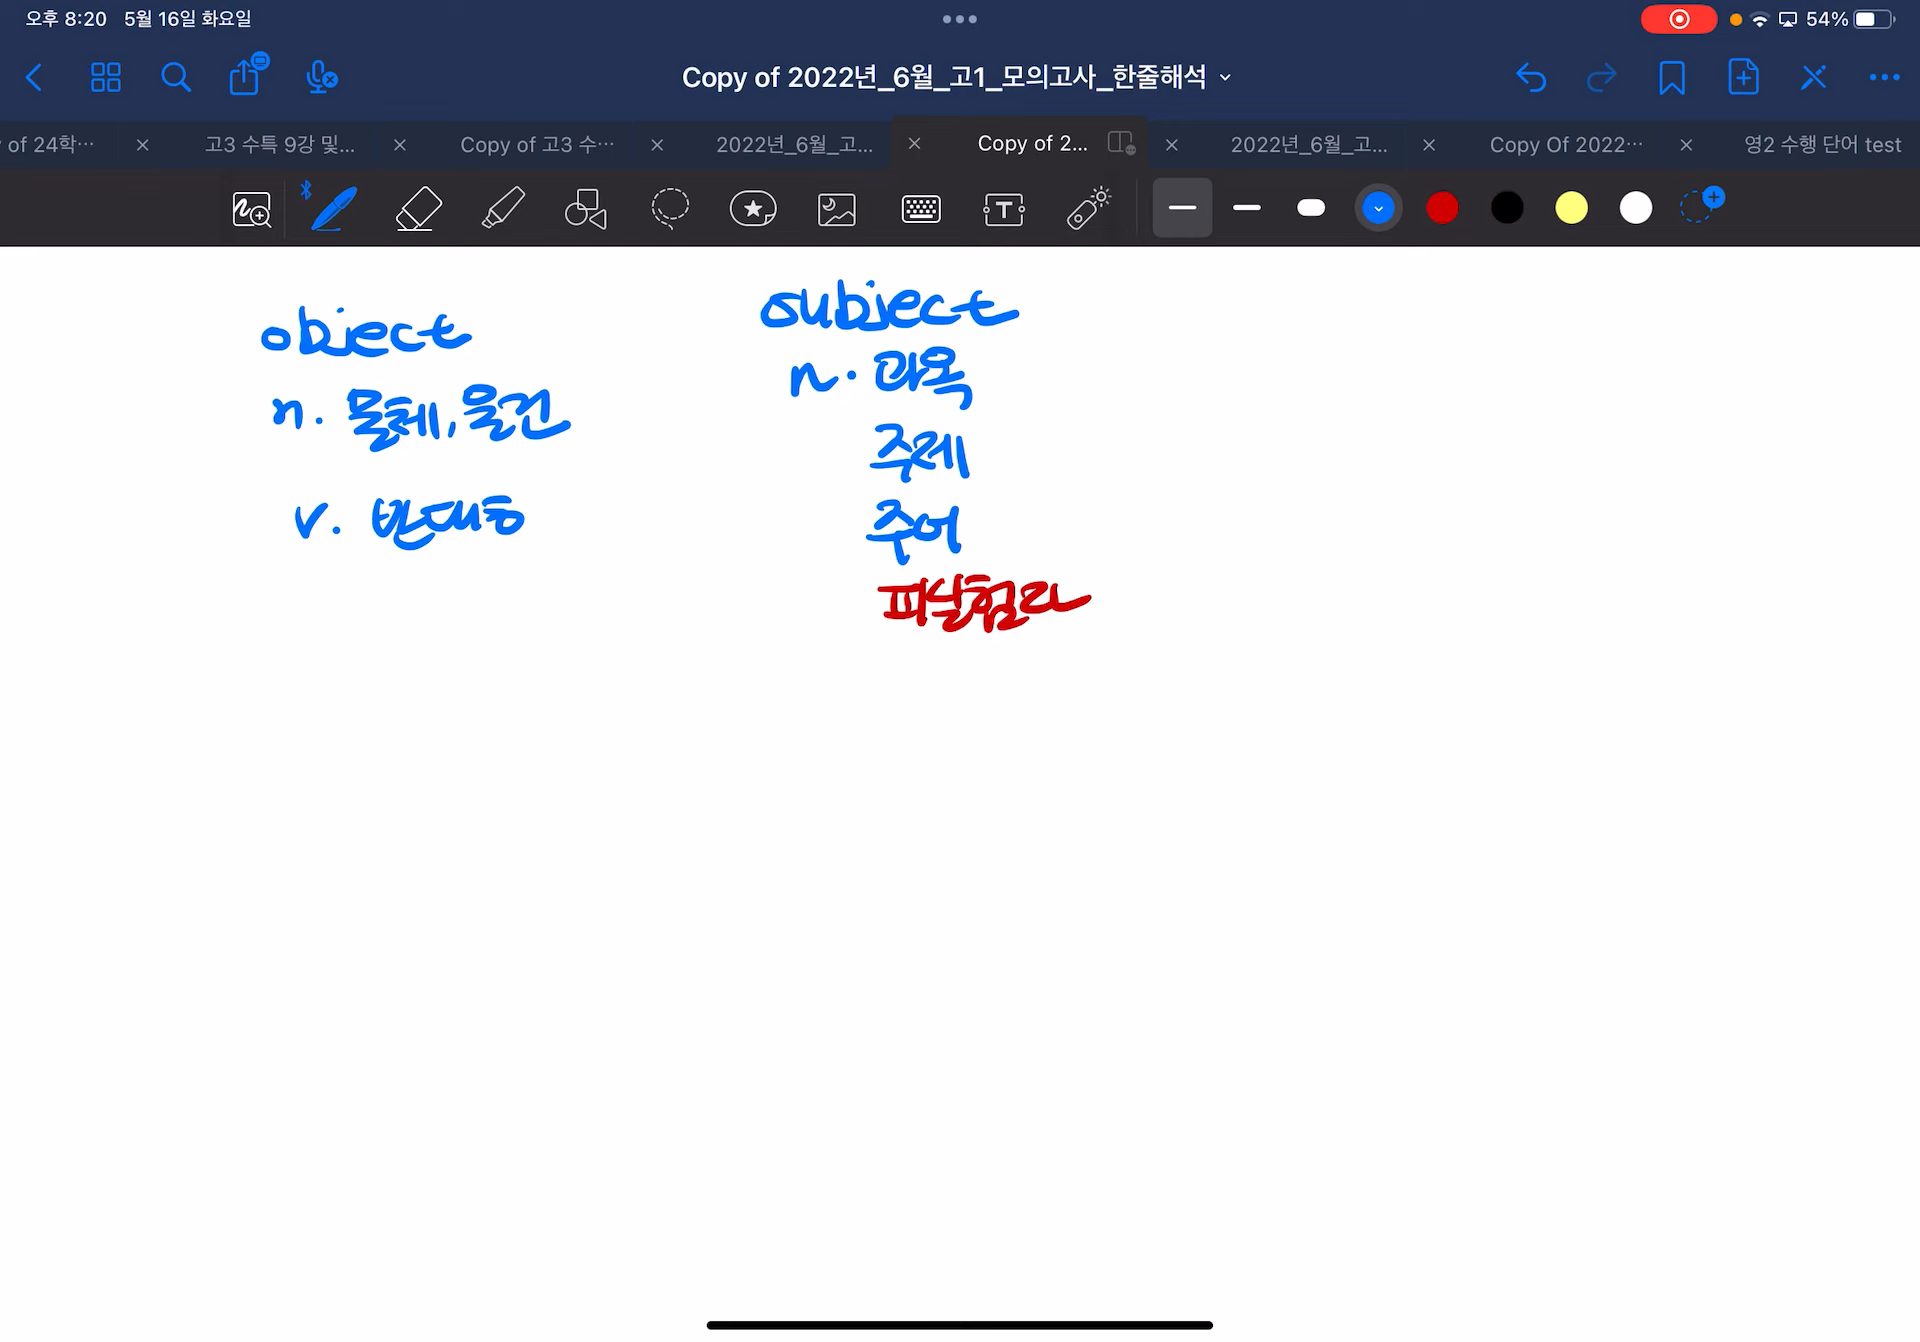 오후 8:20 5월 16일 화요일
54%
Copy of 2022년_6월_고1_모의고사_한줄해석
of 24학… 고3 수특 9강 및... Copy of 고3 수… 2022년_6월_고... Copy of 2... 2022년_6월_고... Copy Of 2022… 영2 수행 단어 test
object
n. 물체, 물건
v. 반대
subject
n. 과목
주제
주어
피실험자